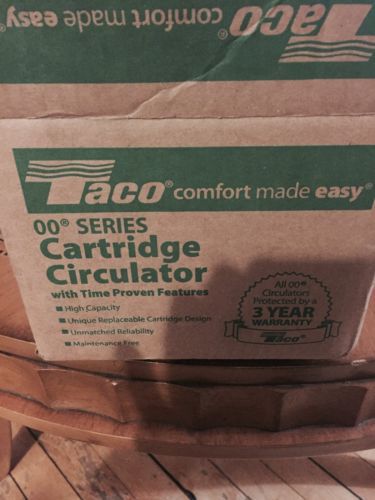 Taco® comfort made easy®
Taco® comfort made easy®
00® SERIES
Cartridge
Circulator
with Time Proven Features
■ High Capacity
■ Unique Replaceable Cartridge Design
■ Unmatched Reliability
■ Maintenance Free
All 00®
Circulators
Protected by a
3 YEAR
WARRANTY
Taco®